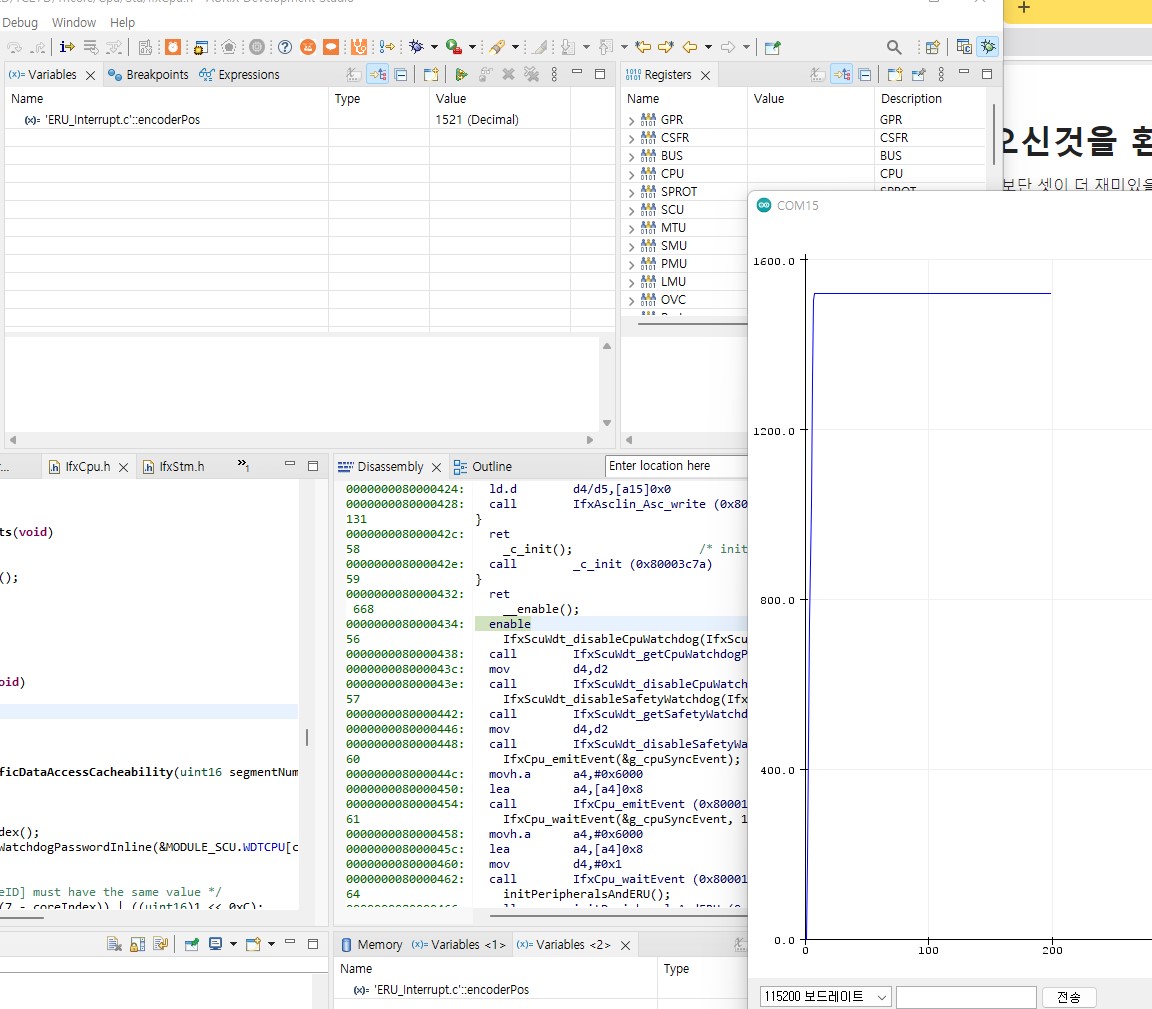 Debug Window Help
Variables Breakpoints Expressions
Name Type Value
'ERU_Interrupt.c'::encoderPos 1521 (Decimal)
Registers
Name Value Description
GPR GPR
CSFR CSFR
BUS BUS
CPU CPU
SPROT SPROT
SCU
MTU
SMU
PMU
LMU
OVC
오신것을 환
보단 셋이 더 재미있을
COM15
1600.0
1200.0
800.0
400.0
0.0
0 100 200
115200 보드레이트 전송
IfxCpu.h IfxStm.h
ts(void)
();
oid)
ficDataAccessCacheability(uint16 segmentNum
dex();
WatchdogPasswordInline(&MODULE_SCU.WDTCPU[c
eID] must have the same value */
(7 - coreIndex)) | ((uint16)1 << 0xC);
Disassembly Outline Enter location here
0000000080000424: ld.d d4/d5,[a15]0x0
0000000080000428: call IfxAsclin_Asc_write (0x80
131 }
000000008000042c: ret
58 _c_init(); /* init
000000008000042e: call _c_init (0x80003c7a)
59 }
0000000080000432: ret
668 __enable();
0000000080000434: enable
56 IfxScuWdt_disableCpuWatchdog(IfxScu
0000000080000438: call IfxScuWdt_getCpuWatchdogP
000000008000043c: mov d4,d2
000000008000043e: call IfxScuWdt_disableCpuWatch
57 IfxScuWdt_disableSafetyWatchdog(Ifx
0000000080000442: call IfxScuWdt_getSafetyWatchd
0000000080000446: mov d4,d2
0000000080000448: call IfxScuWdt_disableSafetyWa
60 IfxCpu_emitEvent(&g_cpuSyncEvent);
000000008000044c: movh.a a4,#0x6000
0000000080000450: lea a4,[a4]0x8
0000000080000454: call IfxCpu_emitEvent (0x80001
61 IfxCpu_waitEvent(&g_cpuSyncEvent, 1
0000000080000458: movh.a a4,#0x6000
000000008000045c: lea a4,[a4]0x8
0000000080000460: mov d4,#0x1
0000000080000462: call IfxCpu_waitEvent (0x80001
64 initPeripheralsAndERU();
Memory Variables <1> Variables <2>
Name Type
'ERU_Interrupt.c'::encoderPos